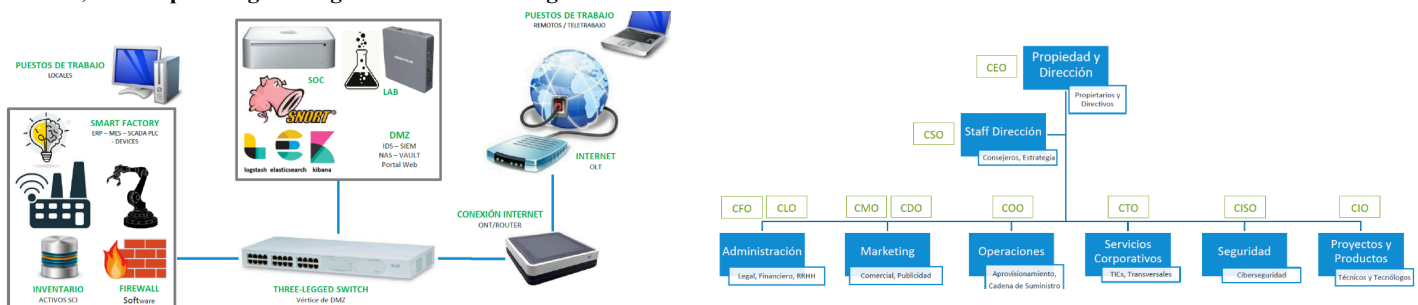 PUESTOS DE TRABAJO
LOCALES
SMART FACTORY
ERP – MES – SCADA PLC
- DEVICES
INVENTARIO
ACTIVOS SCI
FIREWALL
Software
SOC
LAB
SNORT
DMZ
IDS – SIEM
NAS – VAULT
Portal Web
logstash elasticsearch kibana
THREE-LEGGED SWITCH
Vértice de DMZ
PUESTOS DE TRABAJO
REMOTOS / TELETRABAJO
INTERNET
OLT
CONEXIÓN INTERNET
ONT/ROUTER
CEO
Propiedad y
Dirección
Propietarios y
Directivos
CSO
Staff Dirección
Consejeros, Estrategia
CFO
CLO
Administración
Legal, Financiero, RRHH
CMO
CDO
Marketing
Comercial, Publicidad
COO
Operaciones
Aprovisionamiento,
Cadena de Suministro
CTO
Servicios
Corporativos
TICs, Transversales
CISO
Seguridad
Ciberseguridad
CIO
Proyectos y
Productos
Técnicos y Tecnólogos